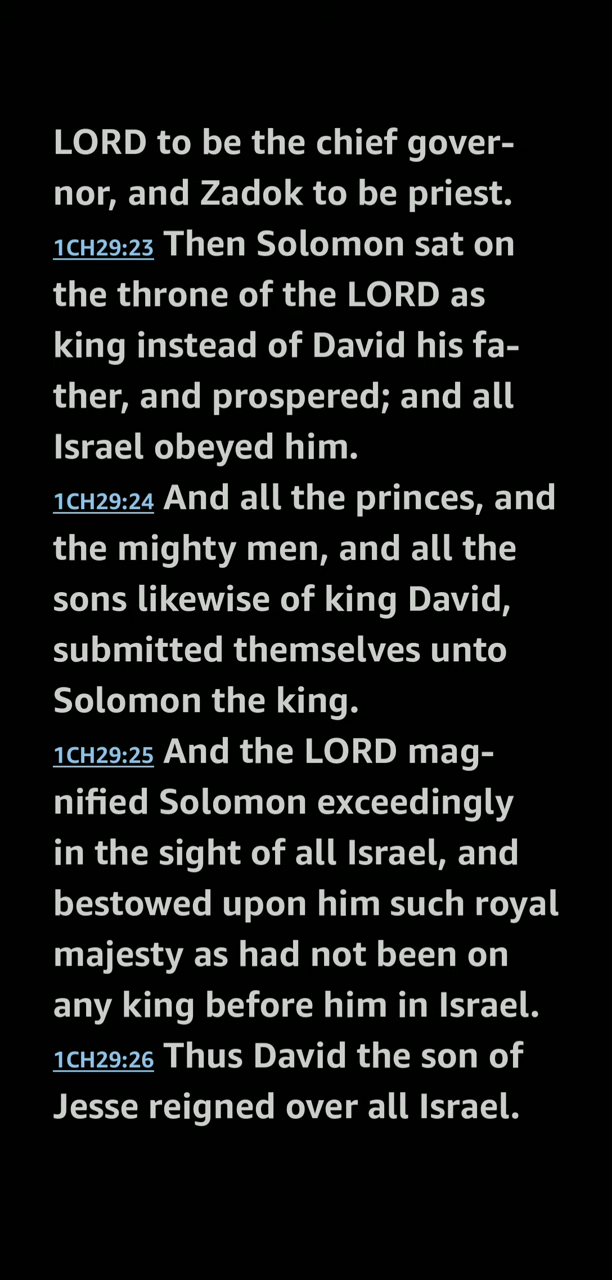 LORD to be the chief gover-
nor, and Zadok to be priest.
1CH29:23 Then Solomon sat on
the throne of the LORD as
king instead of David his fa-
ther, and prospered; and all
Israel obeyed him.
1CH29:24 And all the princes, and
the mighty men, and all the
sons likewise of king David,
submitted themselves unto
Solomon the king.
1CH29:25 And the LORD mag-
nified Solomon exceedingly
in the sight of all Israel, and
bestowed upon him such royal
majesty as had not been on
any king before him in Israel.
1CH29:26 Thus David the son of
Jesse reigned over all Israel.